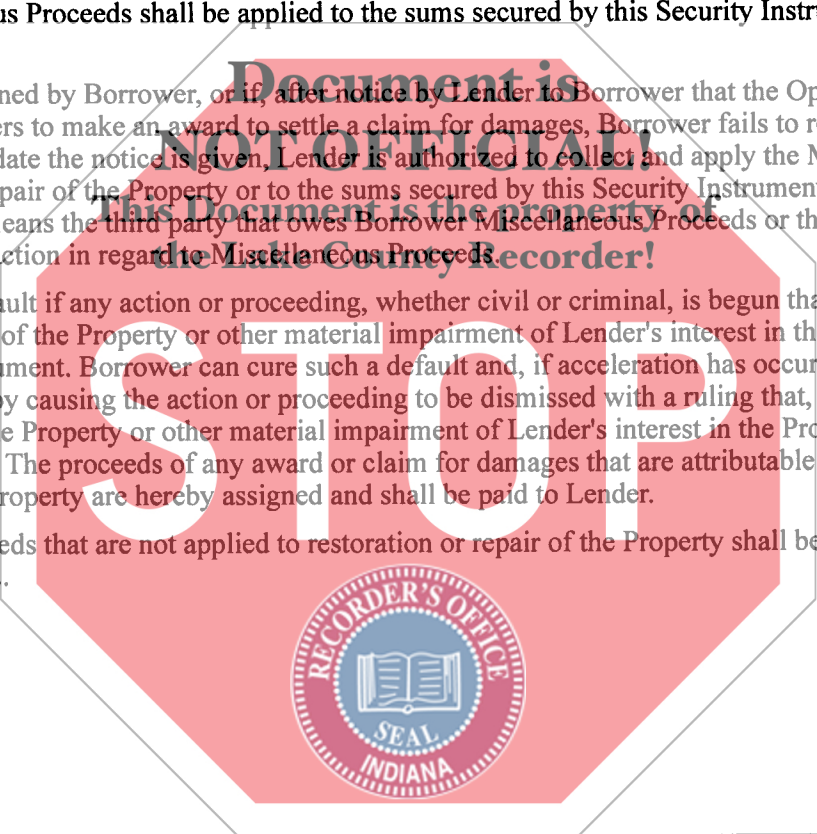 us Proceeds shall be applied to the sums secured by this Security Instr
Document is
ned by Borrower, or if, after notice by Lender to Borrower that the Op
ers to make an award to settle a claim for damages, Borrower fails to r
NOT OFFICIAL!
date the notice is given, Lender is authorized to collect and apply the M
pair of the Property or to the sums secured by this Security Instrument
This Document is the property of
eans the third party that owes Borrower Miscellaneous Proceeds or th
the Lake County Recorder!
ction in regard to Miscellaneous Proceeds.
ault if any action or proceeding, whether civil or criminal, is begun tha
of the Property or other material impairment of Lender's interest in th
ument. Borrower can cure such a default and, if acceleration has occur
by causing the action or proceeding to be dismissed with a ruling that,
e Property or other material impairment of Lender's interest in the Pro
STOP
The proceeds of any award or claim for damages that are attributable
roperty are hereby assigned and shall be paid to Lender.
eds that are not applied to restoration or repair of the Property shall be
RECORDER'S OFFICE
SEAL
INDIANA